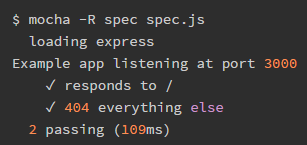 $ mocha -R spec spec.js
loading express
Example app listening at port 3000
✓ responds to /
✓ 404 everything else
2 passing (109ms)